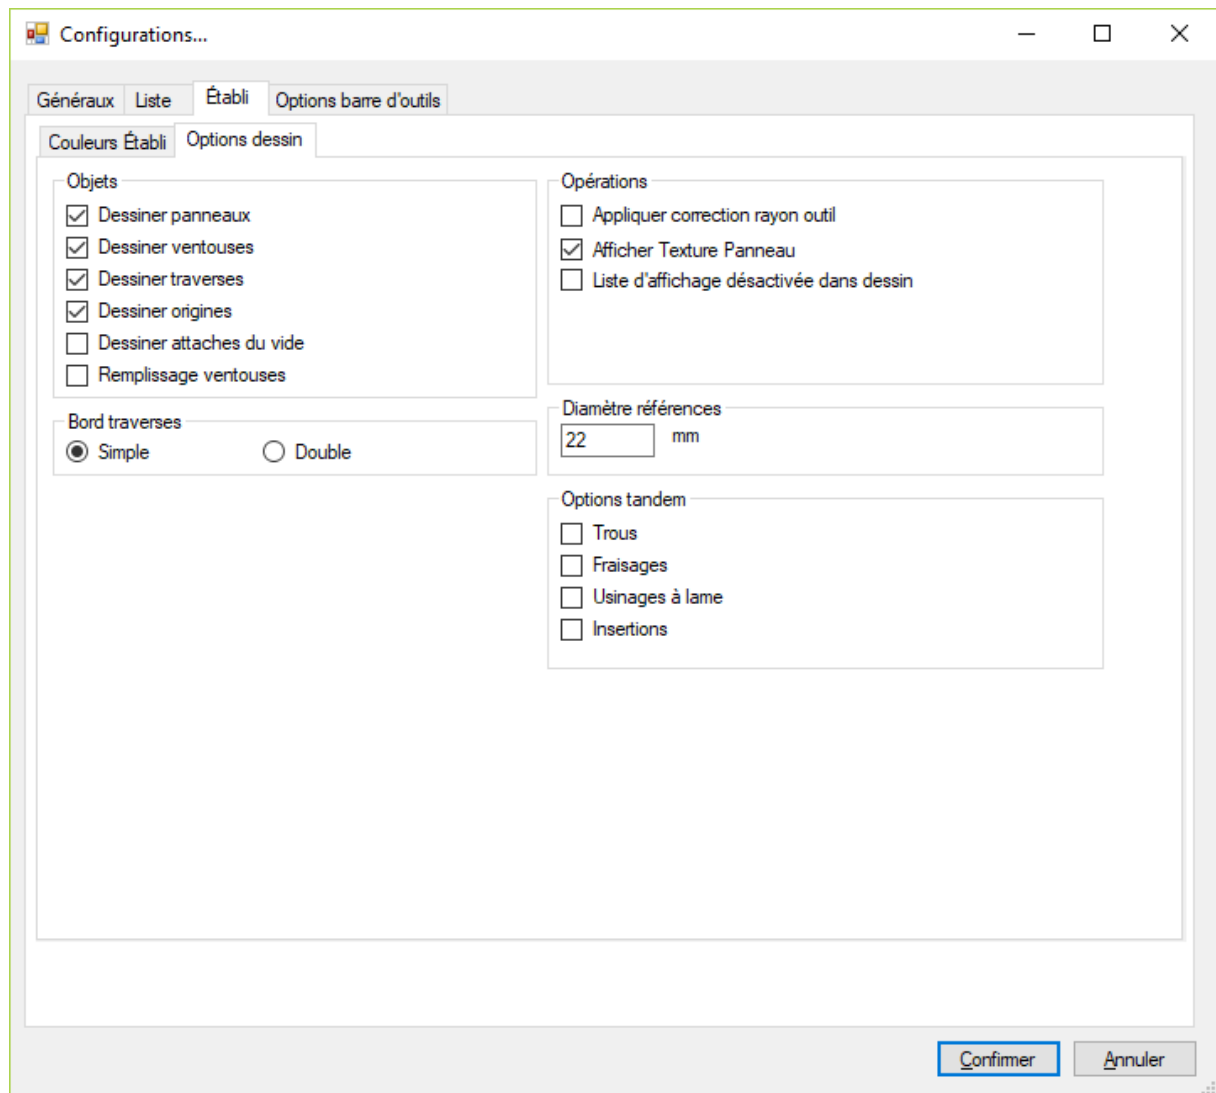 Configurations...
Généraux Liste Établi Options barre d'outils
Couleurs Établi Options dessin
Objets
Dessiner panneaux
Dessiner ventouses
Dessiner traverses
Dessiner origines
Dessiner attaches du vide
Remplissage ventouses
Bord traverses
Simple Double
Opérations
Appliquer correction rayon outil
Afficher Texture Panneau
Liste d'affichage désactivée dans dessin
Diamètre références
22 mm
Options tandem
Trous
Fraisages
Usinages à lame
Insertions
Confirmer Annuler